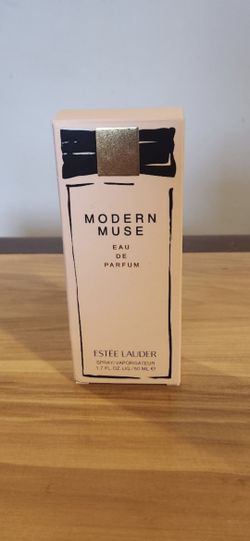 MODERN
MUSE
EAU
DE
PARFUM
ESTĒE LAUDER
SPRAY/VAPORISATEUR
1.7 FL.OZ.LIQ./50 ML ℮